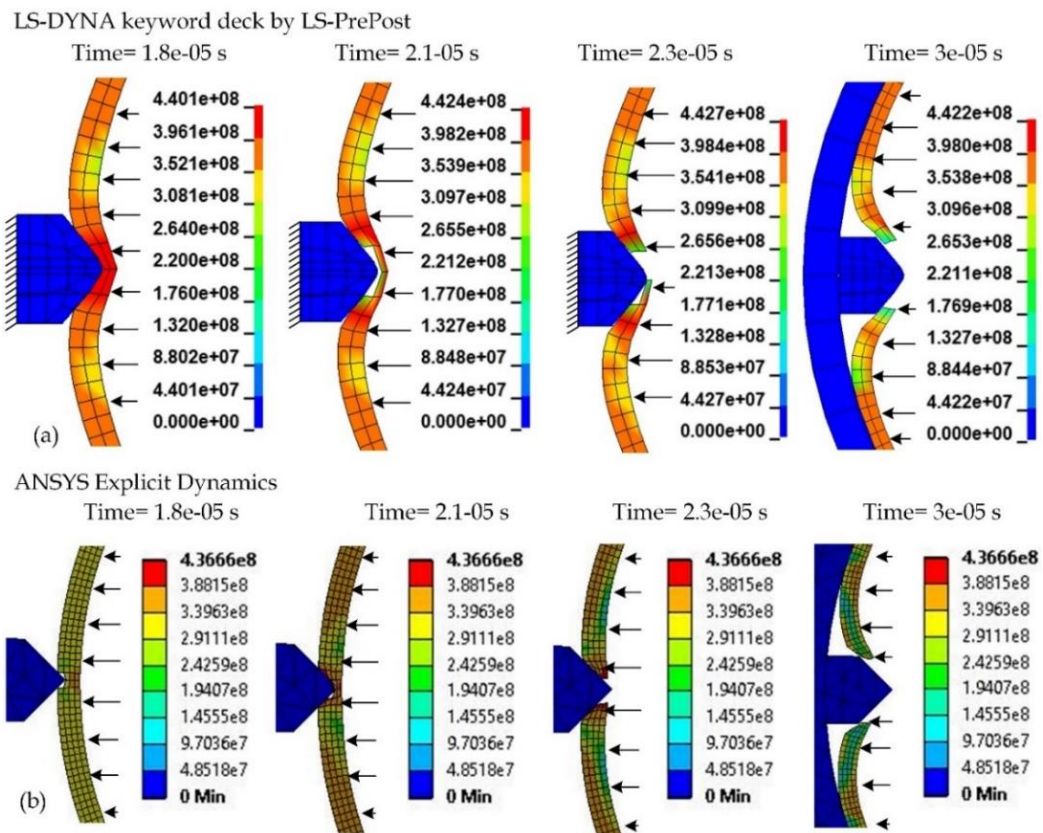 LS-DYNA keyword deck by LS-PrePost
Time= 1.8e-05 s
Time= 2.1-05 s
Time= 2.3e-05 s
Time= 3e-05 s
4.401e+08
3.961e+08
3.521e+08
3.081e+08
2.640e+08
2.200e+08
1.760e+08
1.320e+08
8.802e+07
4.401e+07
0.000e+00
4.424e+08
3.982e+08
3.539e+08
3.097e+08
2.655e+08
2.212e+08
1.770e+08
1.327e+08
8.848e+07
4.424e+07
0.000e+00
4.427e+08
3.984e+08
3.541e+08
3.099e+08
2.656e+08
2.213e+08
1.771e+08
1.328e+08
8.853e+07
4.427e+07
0.000e+00
4.422e+08
3.980e+08
3.538e+08
3.096e+08
2.653e+08
2.211e+08
1.769e+08
1.327e+08
8.844e+07
4.422e+07
0.000e+00
(a)
ANSYS Explicit Dynamics
Time= 1.8e-05 s
Time= 2.1-05 s
Time= 2.3e-05 s
Time= 3e-05 s
4.3666e8
3.8815e8
3.3963e8
2.9111e8
2.4259e8
1.9407e8
1.4555e8
9.7036e7
4.8518e7
0 Min
4.3666e8
3.8815e8
3.3963e8
2.9111e8
2.4259e8
1.9407e8
1.4555e8
9.7036e7
4.8518e7
0 Min
4.3666e8
3.8815e8
3.3963e8
2.9111e8
2.4259e8
1.9407e8
1.4555e8
9.7036e7
4.8518e7
0 Min
4.3666e8
3.8815e8
3.3963e8
2.9111e8
2.4259e8
1.9407e8
1.4555e8
9.7036e7
4.8518e7
0 Min
(b)